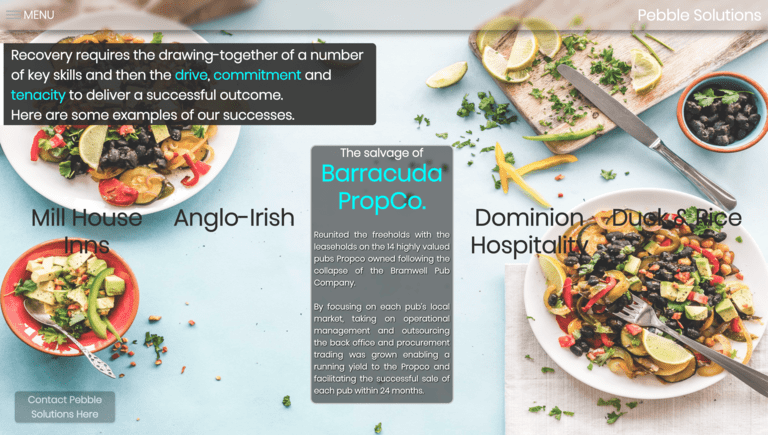 MENU
Pebble Solutions
Recovery requires the drawing-together of a number
of key skills and then the drive, commitment and
tenacity to deliver a successful outcome.
Here are some examples of our successes.
Mill House
Inns
Anglo-Irish
The salvage of
Barracuda
PropCo.
Reunited the freeholds with the
leaseholds on the 14 highly valued
pubs Propco owned following the
collapse of the Bramwell Pub
Company.
By focusing on each pub's local
market, taking on operational
management and outsourcing
the back office and procurement
trading was grown enabling a
running yield to the Propco and
facilitating the successful sale of
each pub within 24 months.
Dominion
Hospitality
Duck & Rice
Contact Pebble
Solutions Here